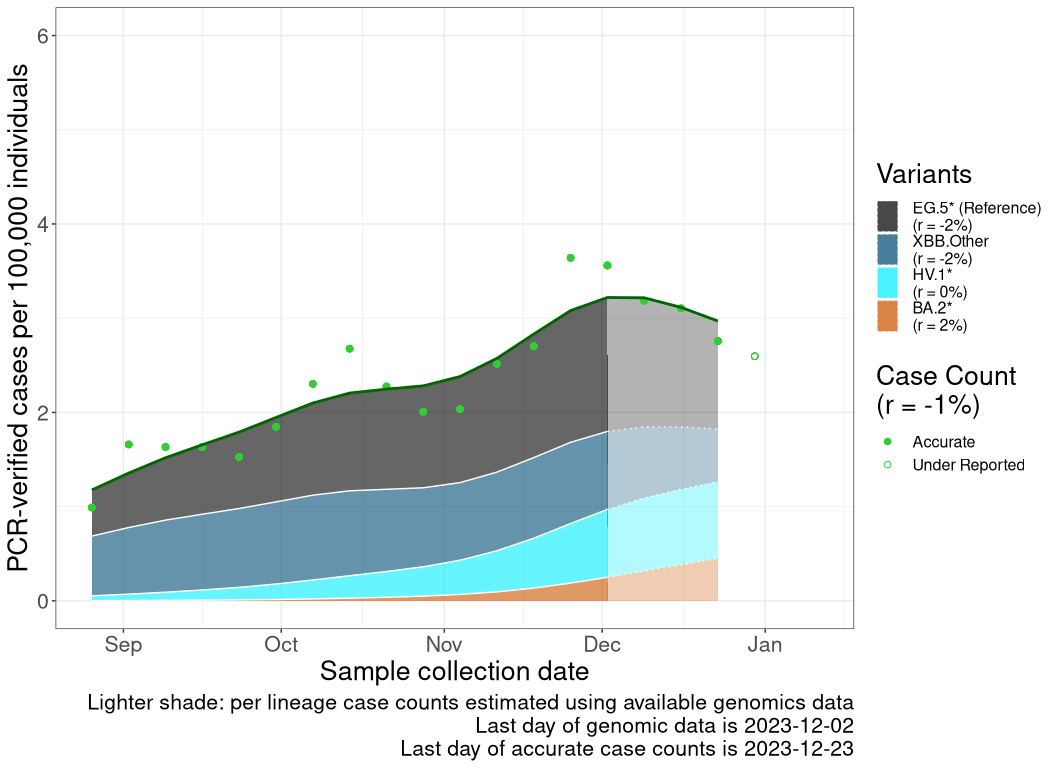 PCR-verified cases per 100,000 individuals
6
4
2
0
Sep Oct Nov Dec Jan
Sample collection date
Lighter shade: per lineage case counts estimated using available genomics data
Last day of genomic data is 2023-12-02
Last day of accurate case counts is 2023-12-23
Variants
EG.5* (Reference)
(r = -2%)
XBB.Other
(r = -2%)
HV.1*
(r = 0%)
BA.2*
(r = 2%)
Case Count
(r = -1%)
Accurate
Under Reported